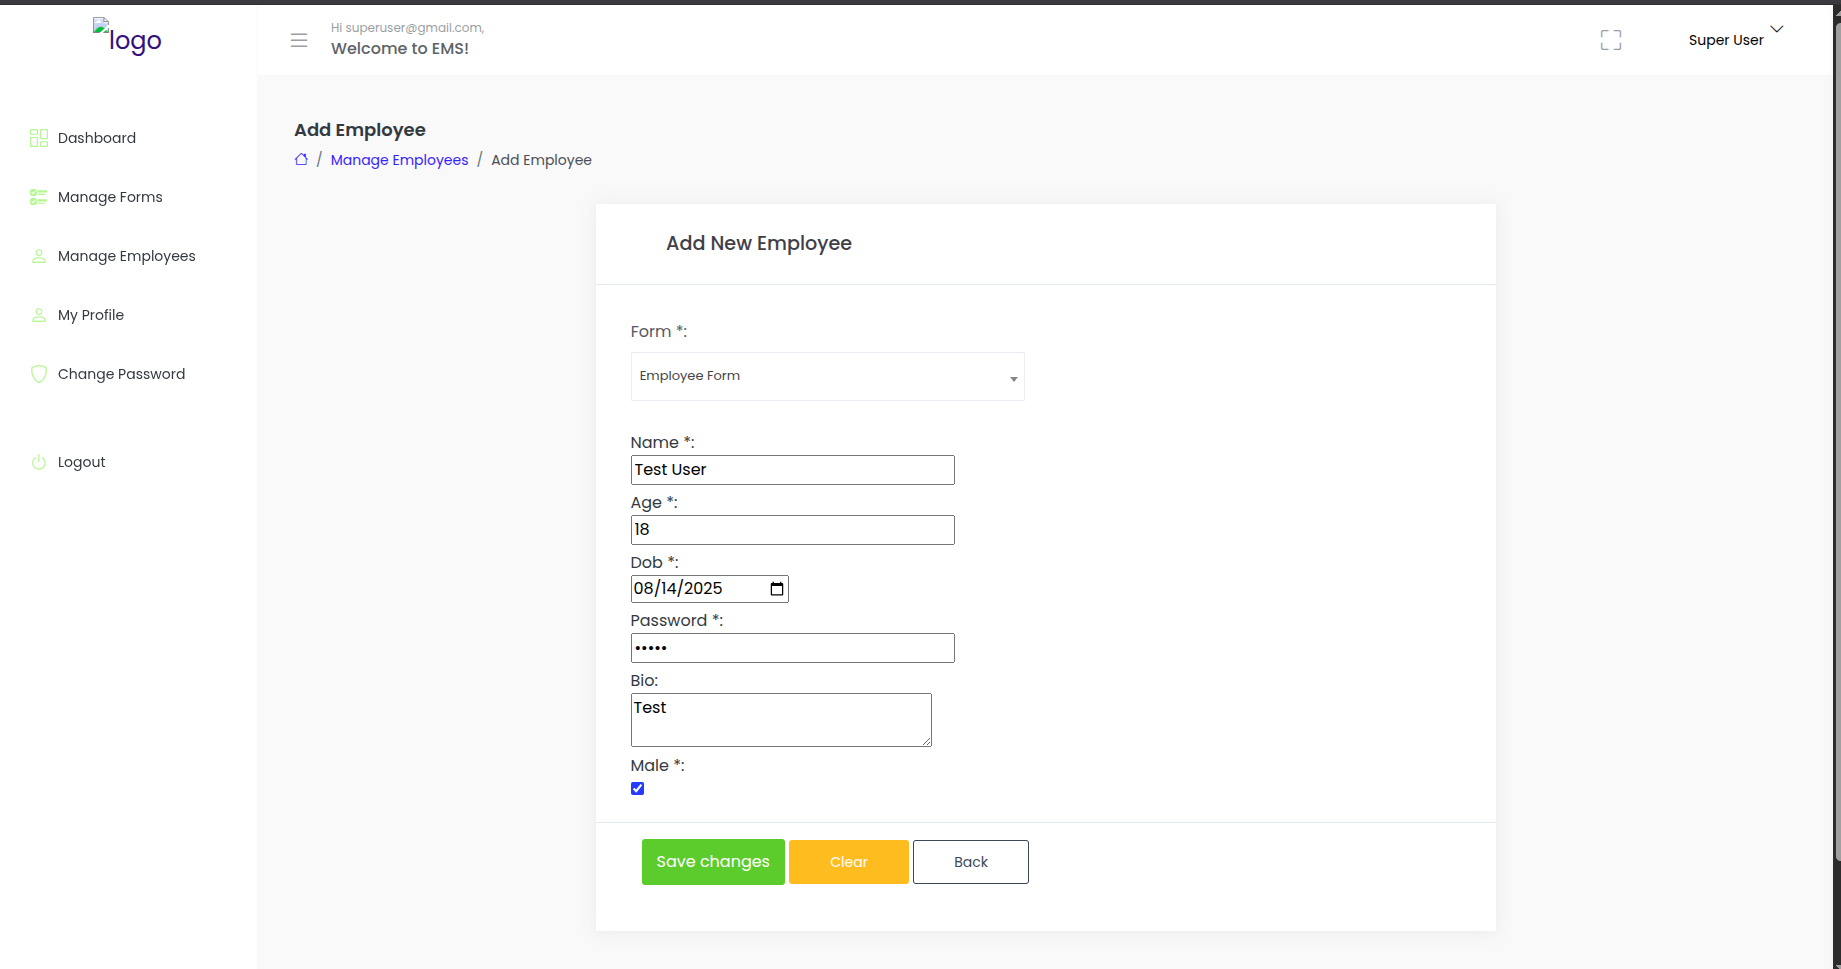 logo
Hi superuser@gmail.com,
Welcome to EMS!
Super User
Dashboard
Manage Forms
Manage Employees
My Profile
Change Password
Logout
Add Employee
/ Manage Employees / Add Employee
Add New Employee
Form *:
Employee Form
Name *:
Test User
Age *:
18
Dob *:
08/14/2025
Password *:
•••••
Bio:
Test
Male *:
Save changes
Clear
Back